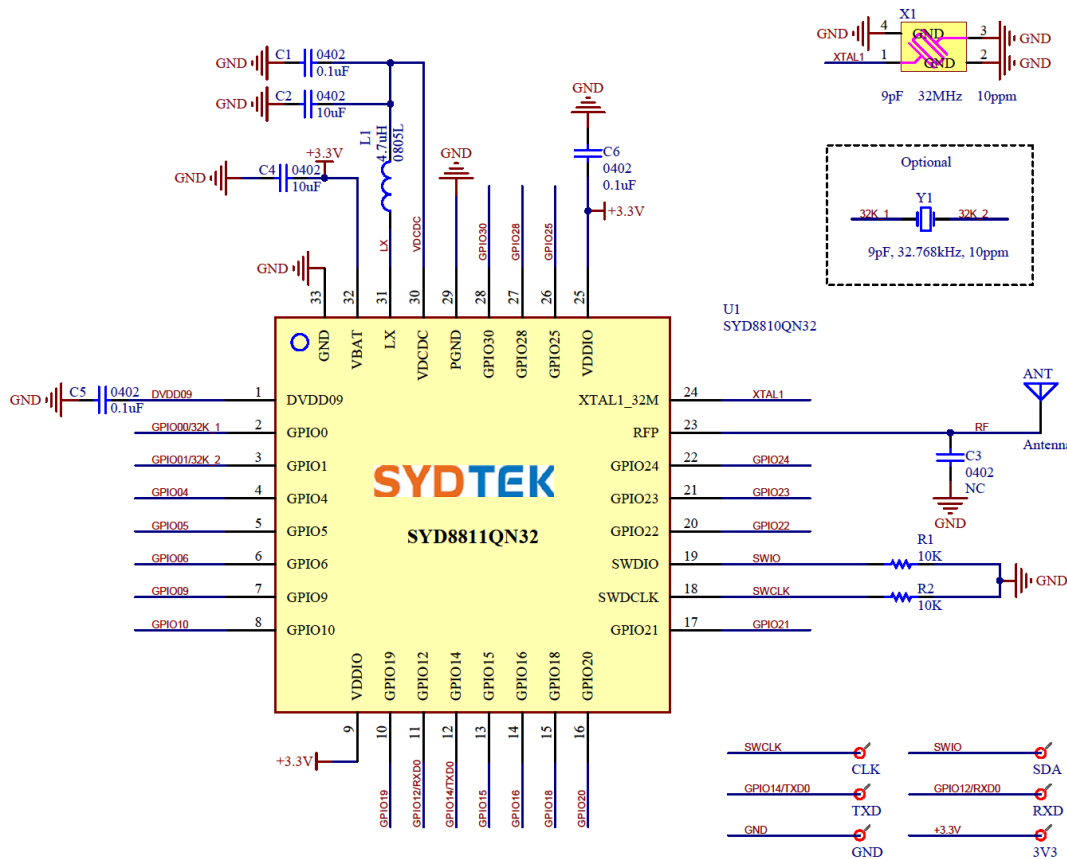 X1
GND
4
GND
3
GND
XTAL1
1
GND
2
GND
9pF 32MHz 10ppm
GND
C1
0402
0.1uF
GND
C2
0402
10uF
L1
4.7uH
0805L
+3.3V
GND
C4
0402
10uF
GND
GND
C6
0402
0.1uF
+3.3V
Optional
Y1
32K_1
32K_2
9pF, 32.768kHz, 10ppm
LX
VDCDC
GPIO30
GPIO28
GPIO25
GND
33
32
31
30
29
28
27
26
25
U1
SYD8810QN32
GND
VBAT
LX
VDCDC
PGND
GPIO30
GPIO28
GPIO25
VDDIO
GND
C5
0402
0.1uF
DVDD09
1
DVDD09
XTAL1_32M
24
XTAL1
ANT
GPIO00/32K_1
2
GPIO0
RFP
23
RF
Antenna
GPIO01/32K_2
3
GPIO1
GPIO24
22
GPIO24
C3
0402
NC
GND
GPIO04
4
GPIO4
SYDTEK
GPIO23
21
GPIO23
GPIO05
5
GPIO5
SYD8811QN32
GPIO22
20
GPIO22
GPIO06
6
GPIO6
SWDIO
19
SWIO
R1
10K
GND
GPIO09
7
GPIO9
SWDCLK
18
SWCLK
R2
10K
GPIO10
8
GPIO10
GPIO21
17
GPIO21
VDDIO
GPIO19
GPIO12
GPIO14
GPIO15
GPIO16
GPIO18
GPIO20
9
10
11
12
13
14
15
16
+3.3V
GPIO19
GPIO12/RXD0
GPIO14/TXD0
GPIO15
GPIO16
GPIO18
GPIO20
SWCLK
CLK
SWIO
SDA
GPIO14/TXD0
TXD
GPIO12/RXD0
RXD
GND
GND
+3.3V
3V3